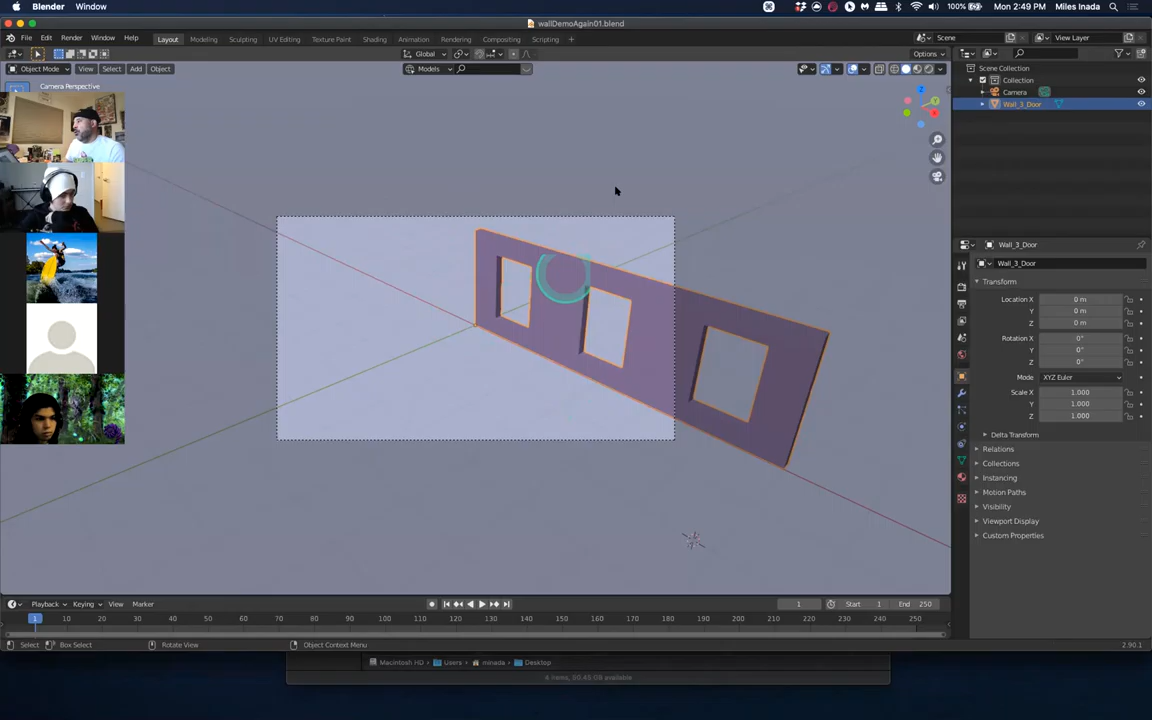 Blender Window 100% Mon 2:49 PM Miles Inada
wallDemoAgain01.blend
File Edit Render Window Help Layout Modeling Sculpting UV Editing Texture Paint Shading Animation Rendering Compositing Scripting + Scene View Layer
Global Options
Object Mode View Select Add Object Models
Camera Perspective
Y
Scene Collection
Collection
Camera
Wall_3_Door
Wall_3_Door
Wall_3_Door
Transform
Location X 0 m
Y 0 m
Z 0 m
Rotation X 0°
Y 0°
Z 0°
Mode XYZ Euler
Scale X 1.000
Y 1.000
Z 1.000
Delta Transform
Relations
Collections
Instancing
Motion Paths
Visibility
Viewport Display
Custom Properties
Playback Keying View Marker 1 Start 1 End 250
1 10 20 30 40 50 60 70 80 90 100 110 120 130 140 150 160 170 180 190 200 210 220 230 240 250
Select Box Select Rotate View Object Context Menu 2.90.1
Macintosh HD Users minada Desktop